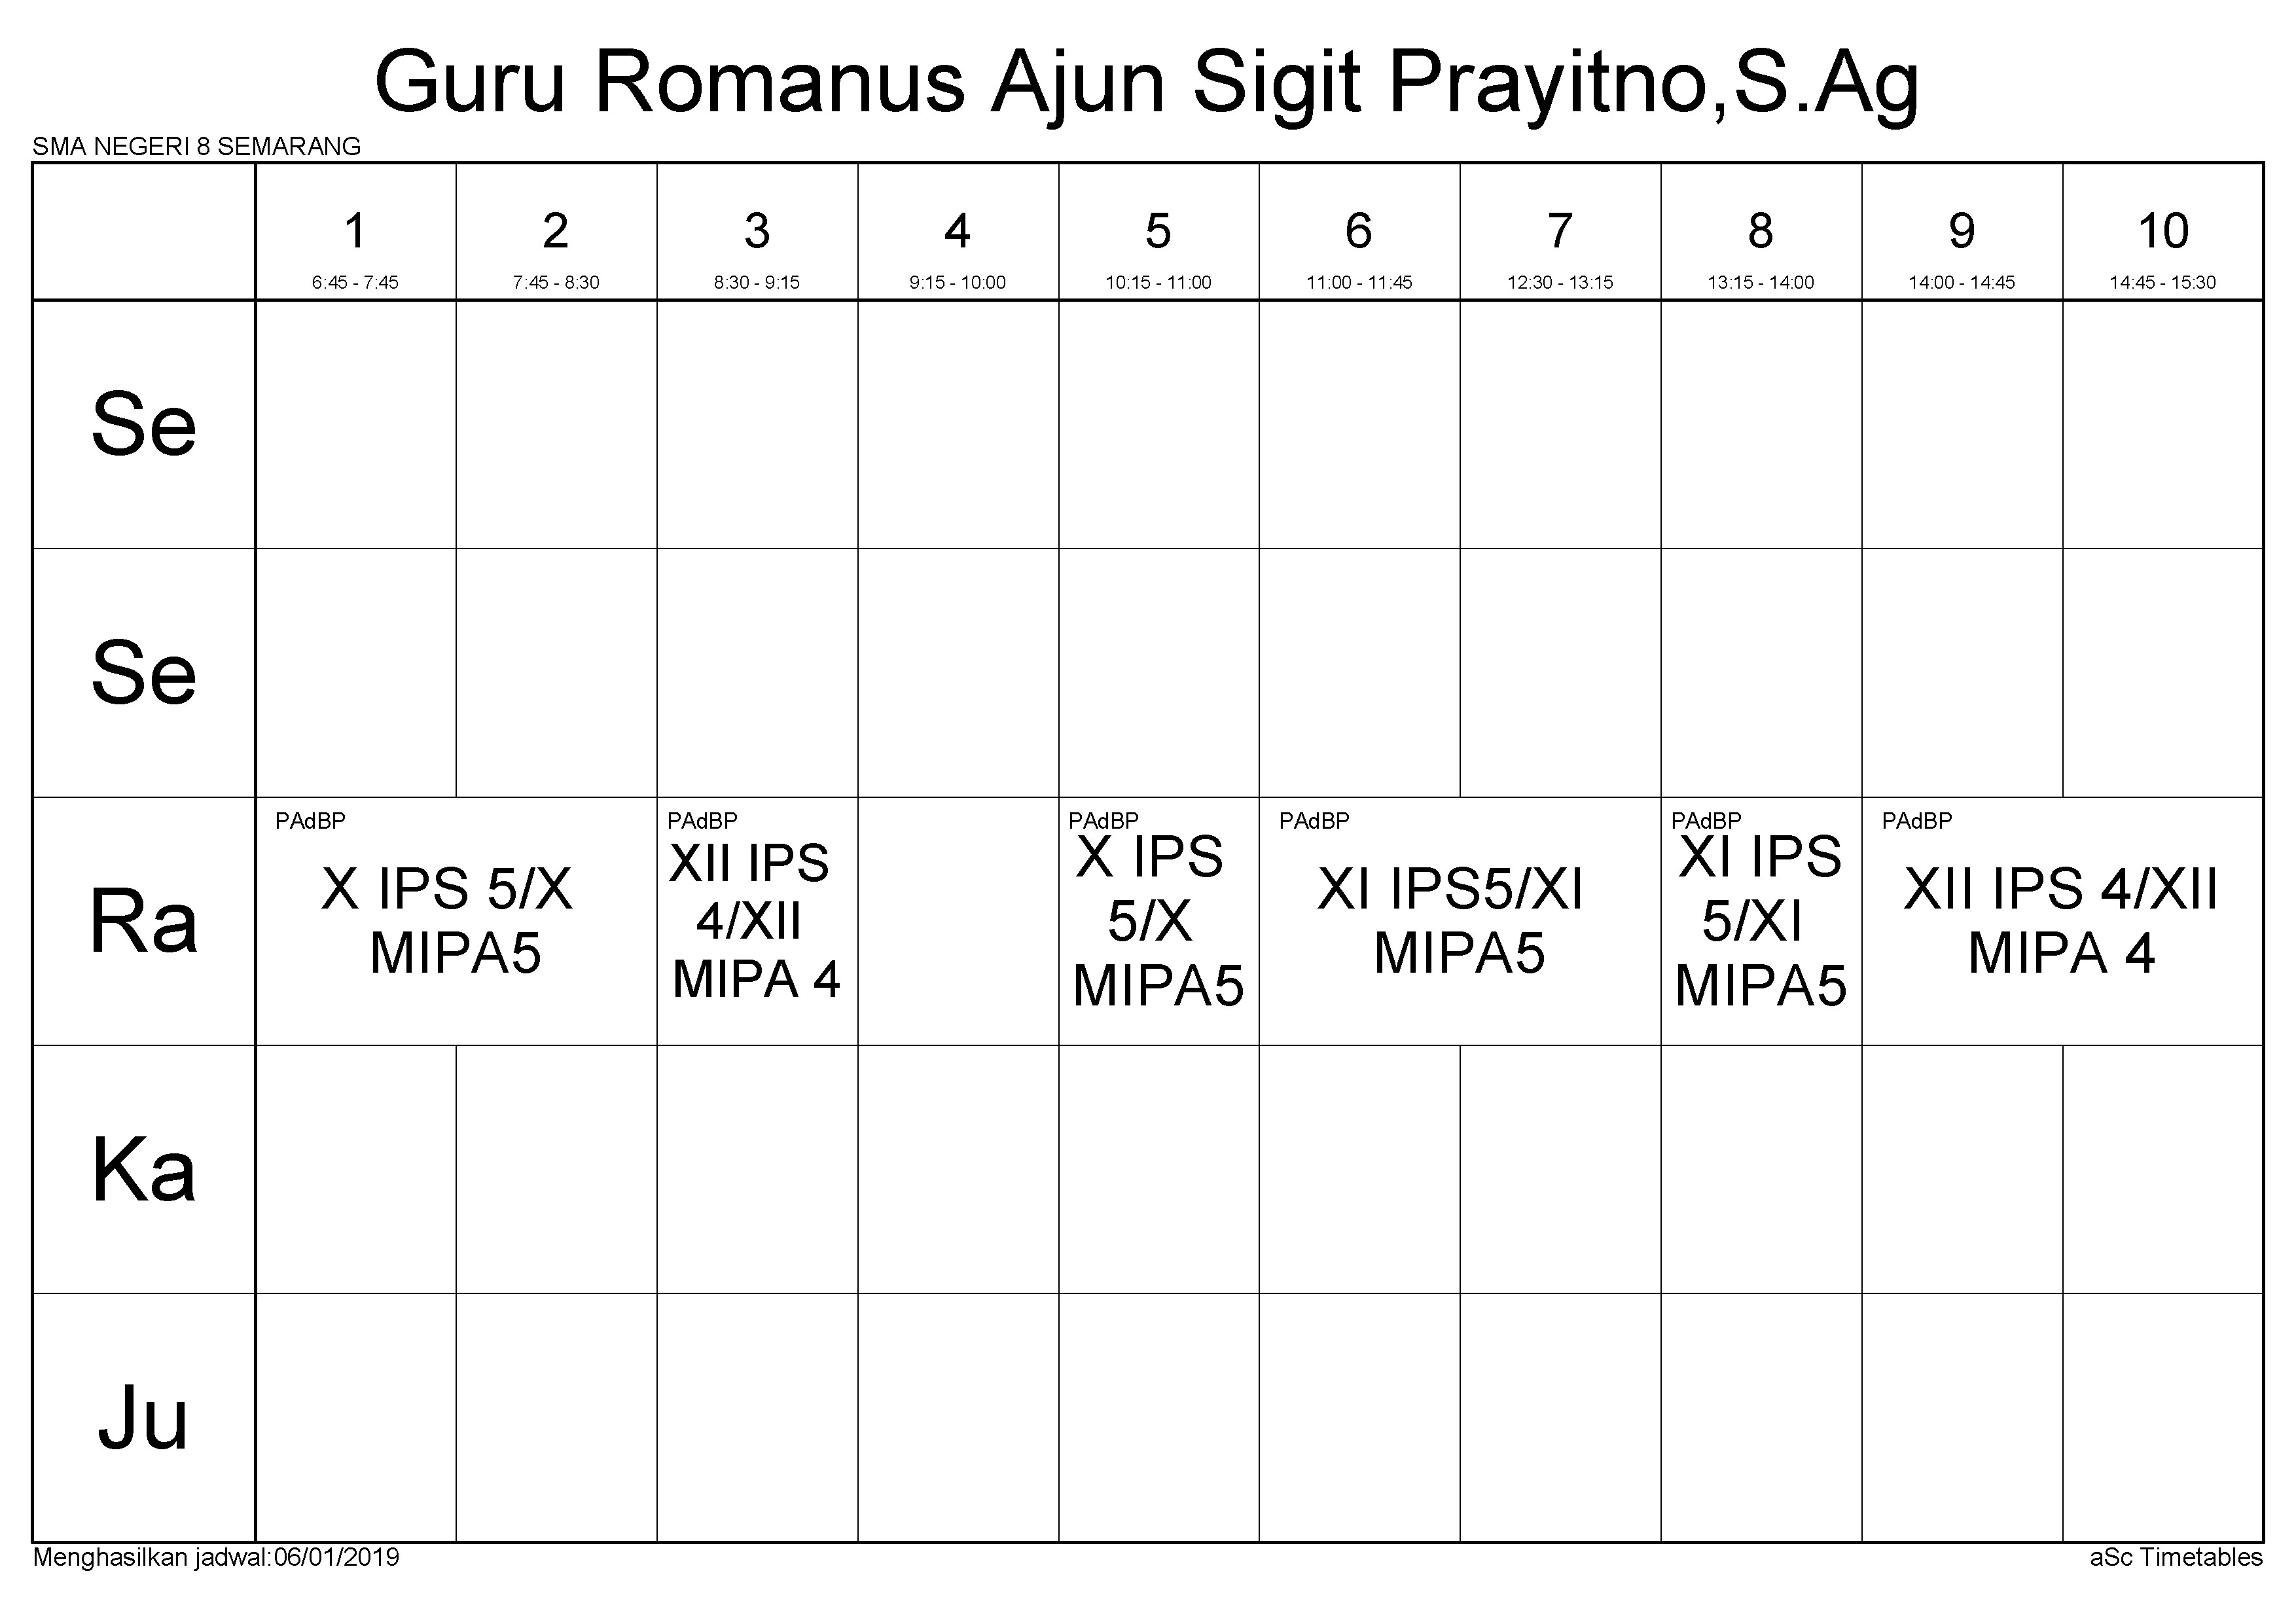 Guru Romanus Ajun Sigit Prayitno,S.Ag
SMA NEGERI 8 SEMARANG
1 2 3 4 5 6 7 8 9 10
6:45 - 7:45 7:45 - 8:30 8:30 - 9:15 9:15 - 10:00 10:15 - 11:00 11:00 - 11:45 12:30 - 13:15 13:15 - 14:00 14:00 - 14:45 14:45 - 15:30
Se
Se
Ra
PAdBP
X IPS 5/X
MIPA5
PAdBP
XII IPS
4/XII
MIPA 4
PAdBP
X IPS
5/X
MIPA5
PAdBP
XI IPS5/XI
MIPA5
PAdBP
XI IPS
5/XI
MIPA5
PAdBP
XII IPS 4/XII
MIPA 4
Ka
Ju
Menghasilkan jadwal:06/01/2019
aSc Timetables